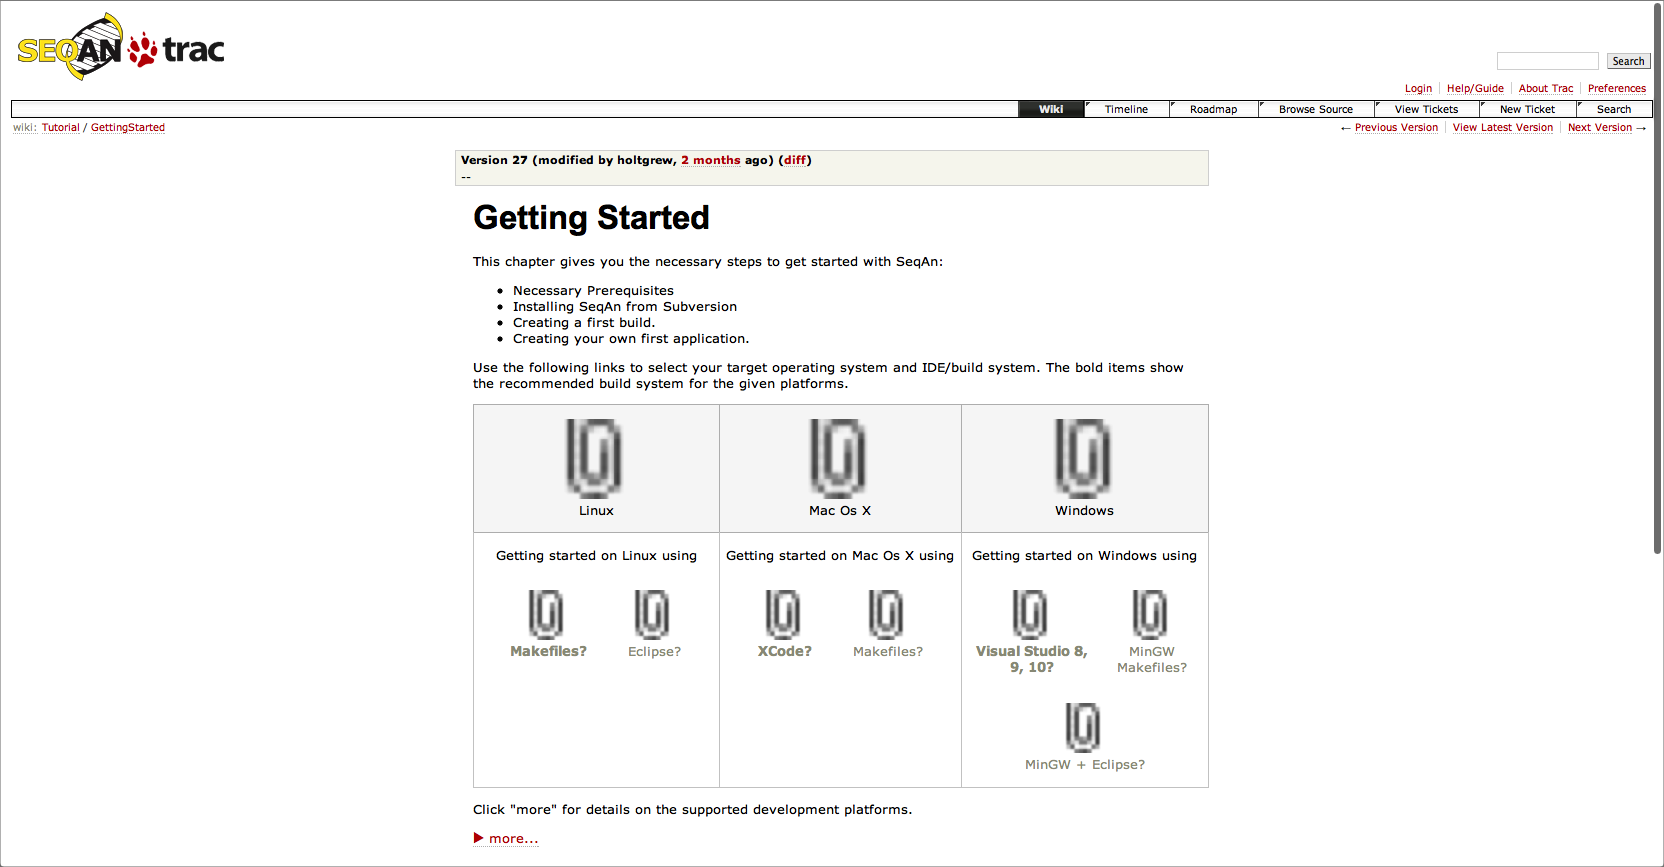 SEQAN trac
Search
Login Help/Guide About Trac Preferences
Wiki Timeline Roadmap Browse Source View Tickets New Ticket Search
wiki: Tutorial / GettingStarted
← Previous Version View Latest Version Next Version →
Version 27 (modified by holtgrew, 2 months ago) (diff)
--
Getting Started
This chapter gives you the necessary steps to get started with SeqAn:
• Necessary Prerequisites
• Installing SeqAn from Subversion
• Creating a first build.
• Creating your own first application.
Use the following links to select your target operating system and IDE/build system. The bold items show
the recommended build system for the given platforms.
Linux
Mac Os X
Windows
Getting started on Linux using
Makefiles?
Eclipse?
Getting started on Mac Os X using
XCode?
Makefiles?
Getting started on Windows using
Visual Studio 8,
9, 10?
MinGW
Makefiles?
MinGW + Eclipse?
Click "more" for details on the supported development platforms.
▶ more...